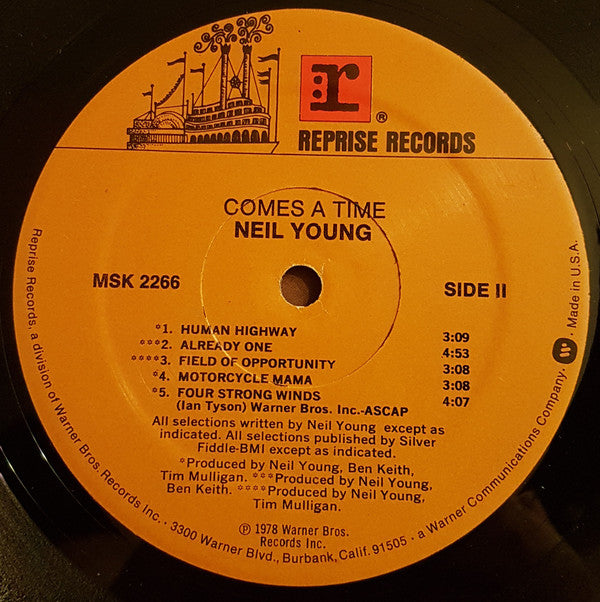 r ®
REPRISE RECORDS
COMES A TIME
NEIL YOUNG
MSK 2266
SIDE II
*1. HUMAN HIGHWAY 3:09
***2. ALREADY ONE 4:53
****3. FIELD OF OPPORTUNITY 3:08
*4. MOTORCYCLE MAMA 3:08
*5. FOUR STRONG WINDS 4:07
(Ian Tyson) Warner Bros. Inc.-ASCAP
All selections written by Neil Young except as
indicated. All selections published by Silver
Fiddle-BMI except as indicated.
*Produced by Neil Young, Ben Keith,
Tim Mulligan. ***Produced by Neil Young,
Ben Keith. ****Produced by Neil Young,
Tim Mulligan.
℗ 1978 Warner Bros.
Records Inc.
Reprise Records, a division of Warner Bros. Records Inc. · 3300 Warner Blvd., Burbank, Calif. 91505 · a Warner Communications Company · Made in U.S.A.